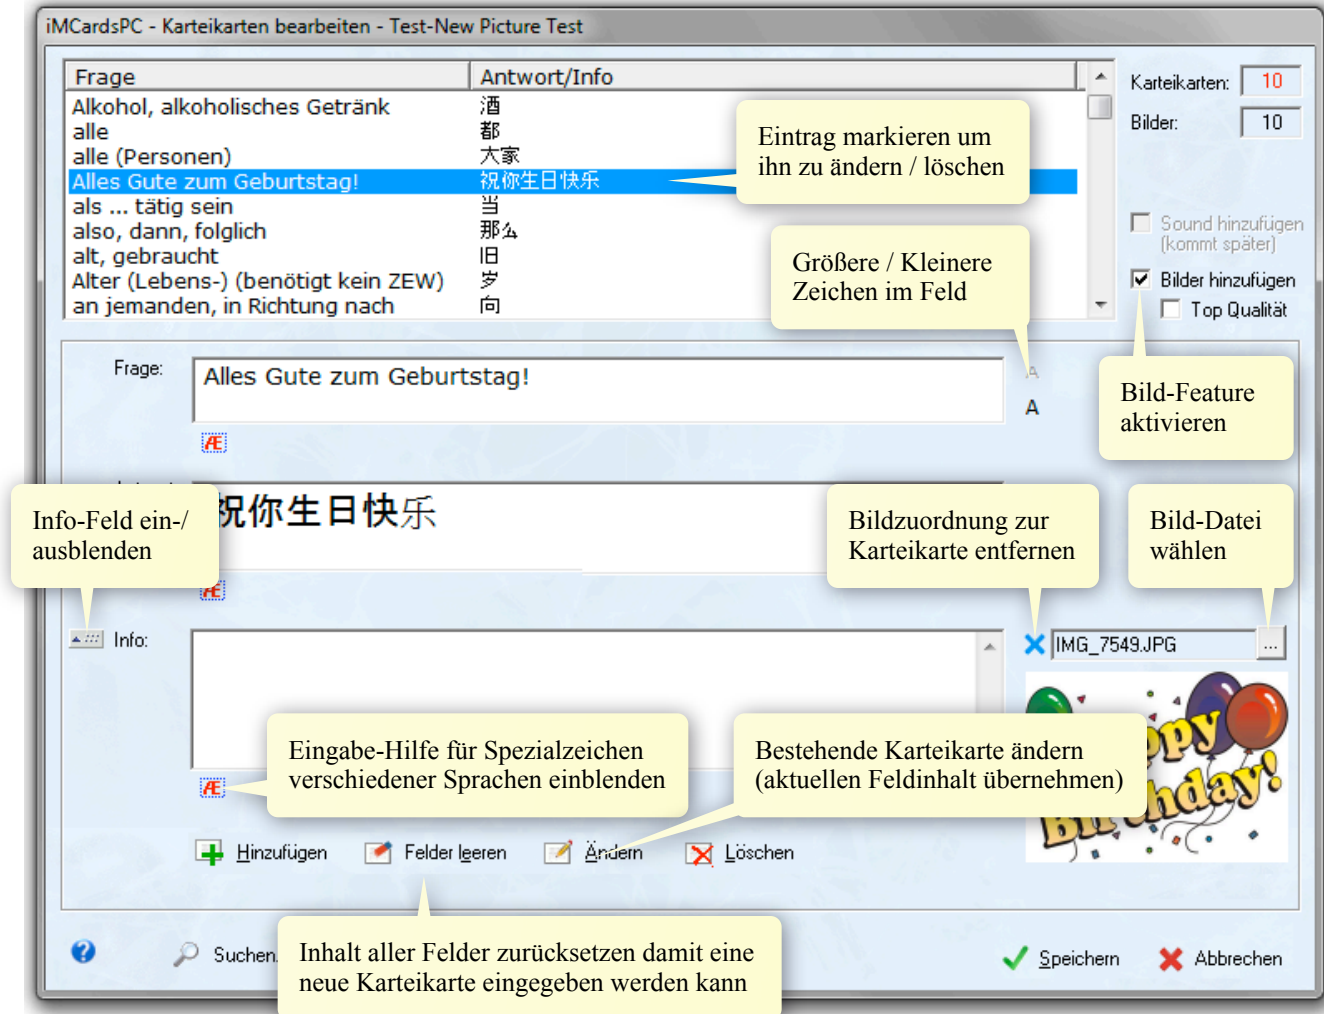 iMCardsPC - Karteikarten bearbeiten - Test-New Picture Test
Frage Antwort/Info
Alkohol, alkoholisches Getränk 酒
alle 都
alle (Personen) 大家
Alles Gute zum Geburtstag! 祝你生日快乐
als ... tätig sein 当
also, dann, folglich 那么
alt, gebraucht 旧
Alter (Lebens-) (benötigt kein ZEW) 岁
an jemanden, in Richtung nach 向
Karteikarten: 10
Bilder: 10
Sound hinzufügen
(kommt später)
Bilder hinzufügen
Top Qualität
Eintrag markieren um
ihn zu ändern / löschen
Größere / Kleinere
Zeichen im Feld
Bild-Feature
aktivieren
Frage: Alles Gute zum Geburtstag!
A
A
Æ
Info-Feld ein-/
ausblenden
祝你生日快乐
Æ
Bildzuordnung zur
Karteikarte entfernen
Bild-Datei
wählen
Info:
IMG_7549.JPG ...
Happy
Birthday!
Eingabe-Hilfe für Spezialzeichen
verschiedener Sprachen einblenden
Æ
Bestehende Karteikarte ändern
(aktuellen Feldinhalt übernehmen)
Hinzufügen Felder leeren Ändern Löschen
Inhalt aller Felder zurücksetzen damit eine
neue Karteikarte eingegeben werden kann
? Suchen. Speichern Abbrechen